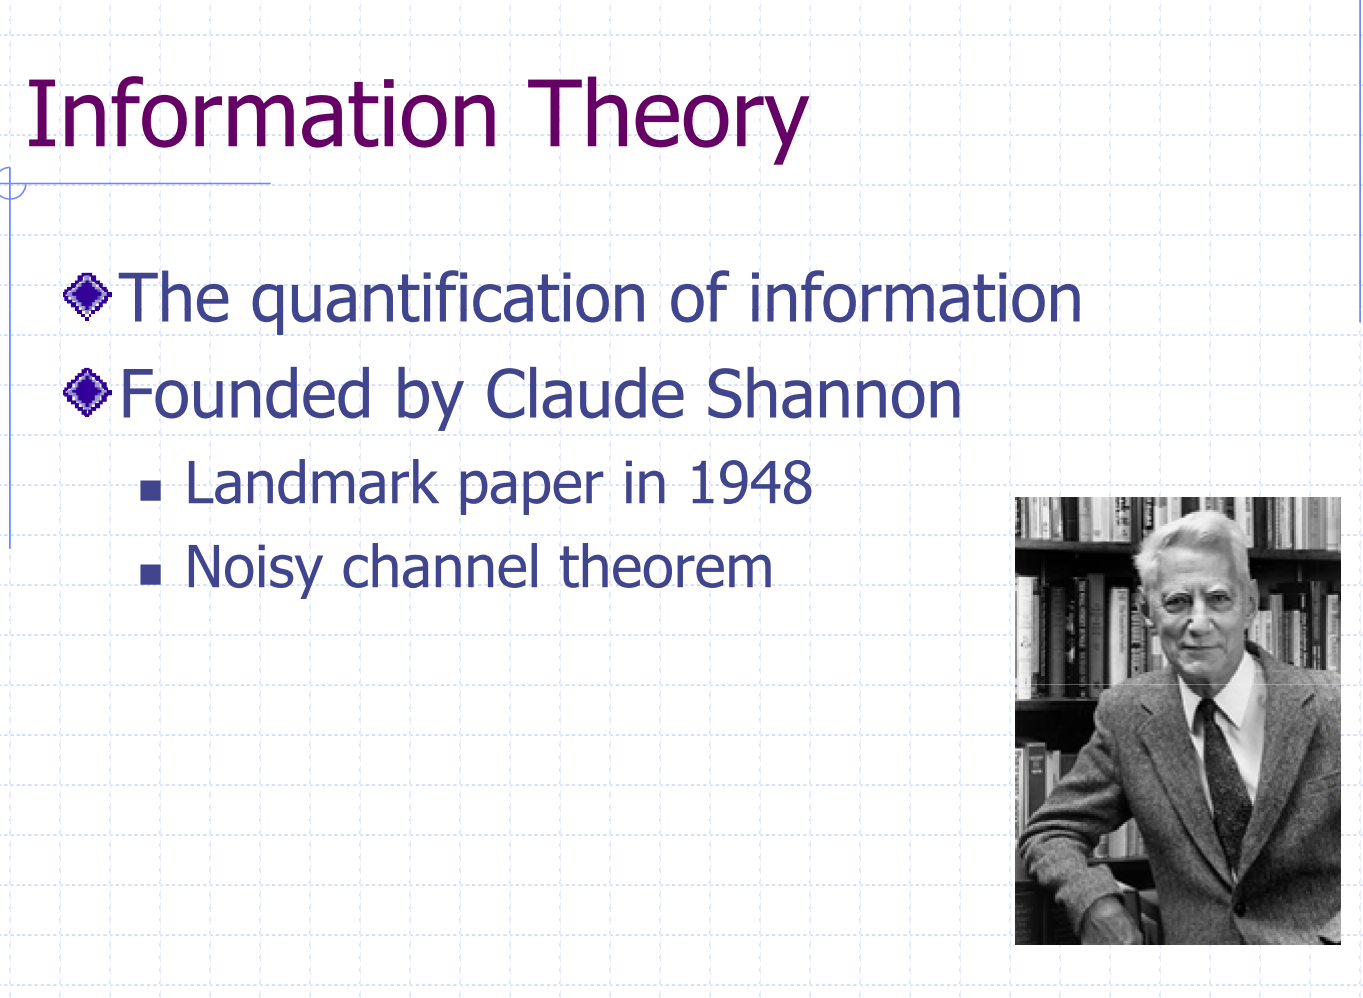 Information Theory
The quantification of information
Founded by Claude Shannon
Landmark paper in 1948
Noisy channel theorem